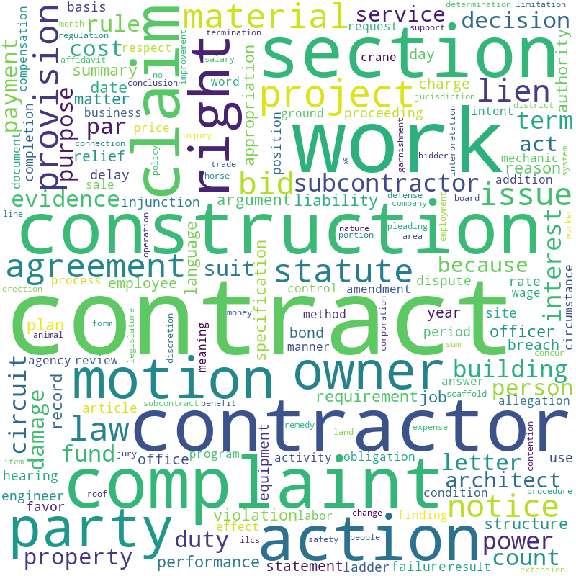 month regulation affidavit cost basis respect improvement termination salary support determination limitation
compensation rule service request decision
material crane day
payment no conclusion summary word
date right section authority
provision claim project charge lien
business matter price proceeding
document completion purpose par relief injury appropriation ground intent jurisdiction district
policy connection delay trade position work garnishment interpretation term
sale horse act mechanic system
evidence injunction bid subcontractor bidder addition reason issue
argument liability defense company pleading
line operation nature portion area employment board
construction
agreement language suit statute because interest
process employee specification control amendment dispute rate wage circumstance
erection contract
plan form animal legislature discretion money meaning method bond manner corporation year period sum site officer breach concur
agency review
circuit motion owner building person
record article subcontract benefit requirement job answer scaffold allegation
damage law contractor
fund jury office program remedy land expense contention
item equipment activity obligation letter use
hearing complaint architect condition procedure
engineer roof favor change finding notice structure
party violation labor effect action power
property duty ilcs safety people count
performance statement ladder failure result extension